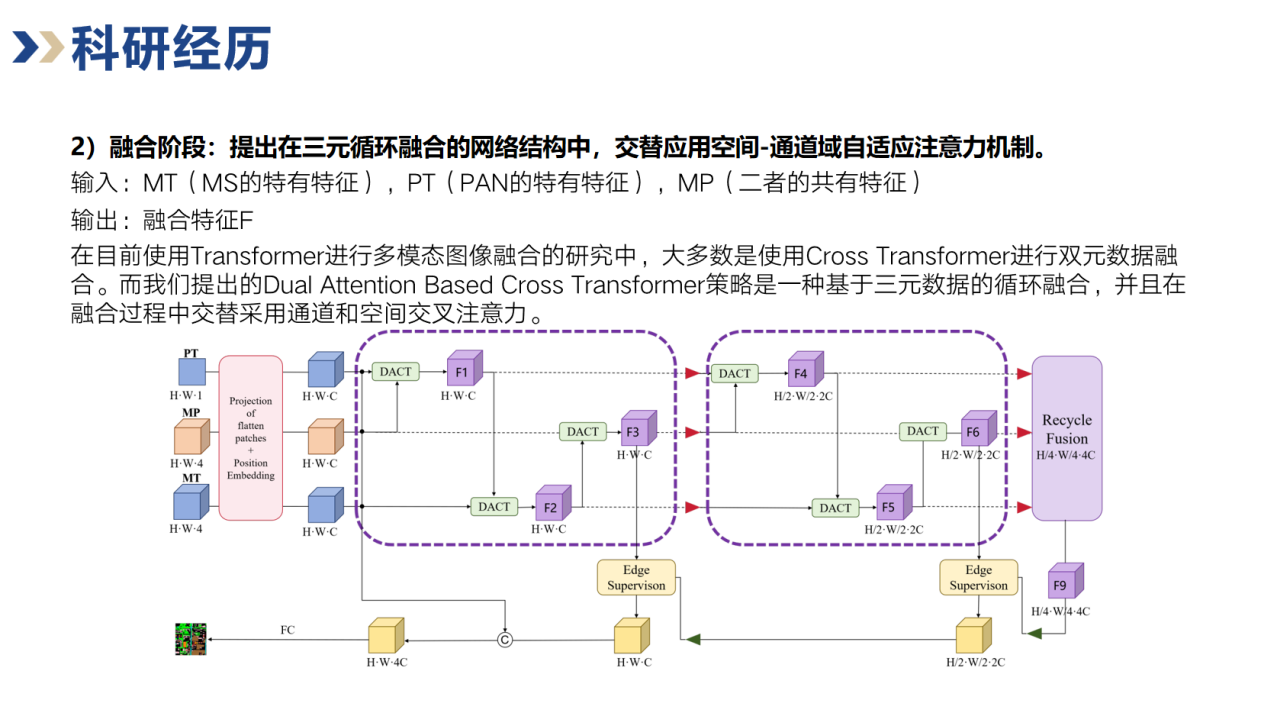 科研经历
2）融合阶段：提出在三元循环融合的网络结构中，交替应用空间-通道域自适应注意力机制。
输入：MT（MS的特有特征），PT（PAN的特有特征），MP（二者的共有特征）
输出：融合特征F
在目前使用Transformer进行多模态图像融合的研究中，大多数是使用Cross Transformer进行双元数据融
合。而我们提出的Dual Attention Based Cross Transformer策略是一种基于三元数据的循环融合，并且在
融合过程中交替采用通道和空间交叉注意力。
PT
H·W·1
MP
H·W·4
MT
H·W·4
Projection
of
flatten
patches
+
Position
Embedding
H·W·C
H·W·C
H·W·C
DACT
F1
H·W·C
DACT
F3
H·W·C
DACT
F2
H·W·C
DACT
F4
H/2·W/2·2C
DACT
F6
H/2·W/2·2C
DACT
F5
H/2·W/2·2C
Recycle
Fusion
H/4·W/4·4C
Edge
Supervison
Edge
Supervison
F9
H/4·W/4·4C
FC
H·W·4C
C
H·W·C
H/2·W/2·2C